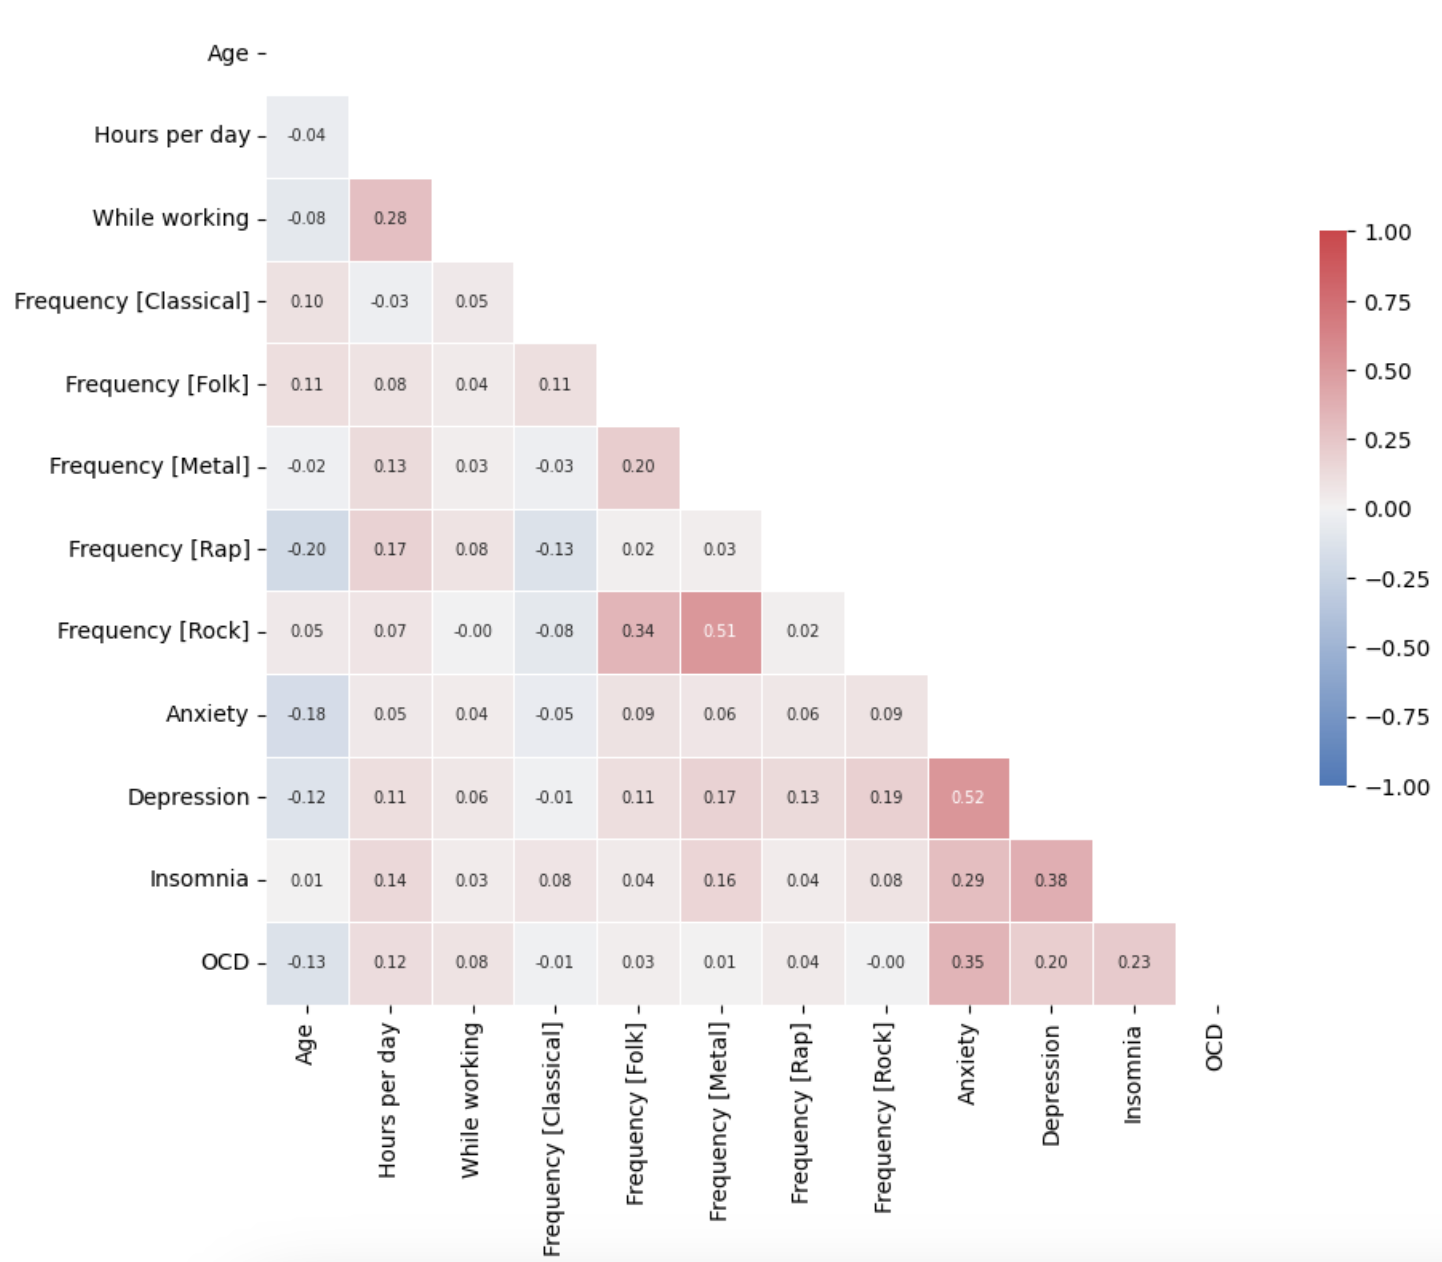 Age
Hours per day -0.04
While working -0.08 0.28
Frequency [Classical] 0.10 -0.03 0.05
Frequency [Folk] 0.11 0.08 0.04 0.11
Frequency [Metal] -0.02 0.13 0.03 -0.03 0.20
Frequency [Rap] -0.20 0.17 0.08 -0.13 0.02 0.03
Frequency [Rock] 0.05 0.07 -0.00 -0.08 0.34 0.51 0.02
Anxiety -0.18 0.05 0.04 -0.05 0.09 0.06 0.06 0.09
Depression -0.12 0.11 0.06 -0.01 0.11 0.17 0.13 0.19 0.52
Insomnia 0.01 0.14 0.03 0.08 0.04 0.16 0.04 0.08 0.29 0.38
OCD -0.13 0.12 0.08 -0.01 0.03 0.01 0.04 -0.00 0.35 0.20 0.23
Age
Hours per day
While working
Frequency [Classical]
Frequency [Folk]
Frequency [Metal]
Frequency [Rap]
Frequency [Rock]
Anxiety
Depression
Insomnia
OCD
1.00
0.75
0.50
0.25
0.00
−0.25
−0.50
−0.75
−1.00